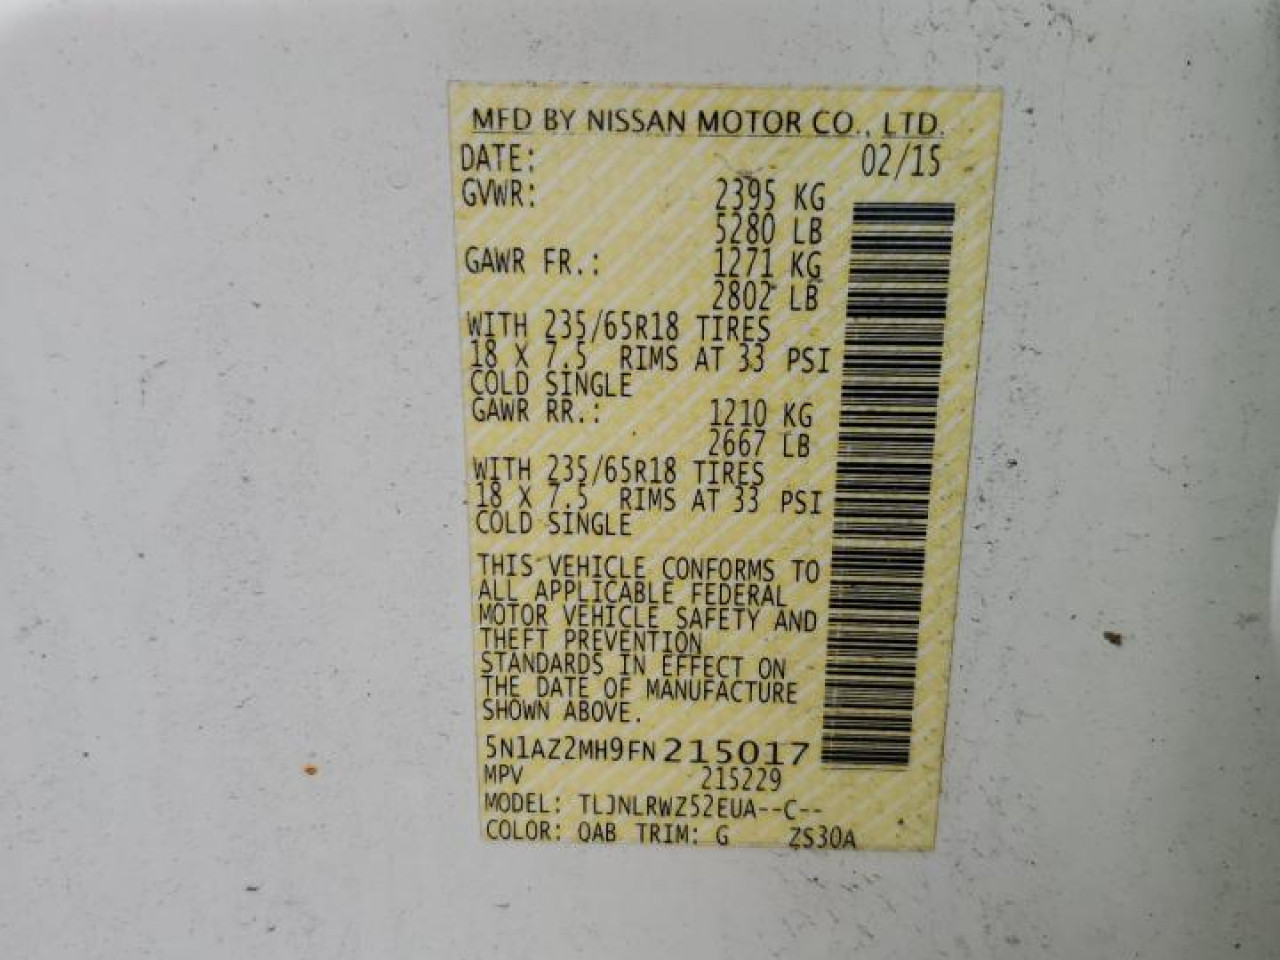 MFD BY NISSAN MOTOR CO., LTD.
DATE: 02/15
GVWR: 2395 KG
5280 LB
GAWR FR.: 1271 KG
2802 LB
WITH 235/65R18 TIRES
18 X 7.5 RIMS AT 33 PSI
COLD SINGLE
GAWR RR.: 1210 KG
2667 LB
WITH 235/65R18 TIRES
18 X 7.5 RIMS AT 33 PSI
COLD SINGLE
THIS VEHICLE CONFORMS TO
ALL APPLICABLE FEDERAL
MOTOR VEHICLE SAFETY AND
THEFT PREVENTION
STANDARDS IN EFFECT ON
THE DATE OF MANUFACTURE
SHOWN ABOVE.
5N1AZ2MH9FN215017
MPV 215229
MODEL: TLJNLRWZ52EUA--C--
COLOR: QAB TRIM: G ZS30A